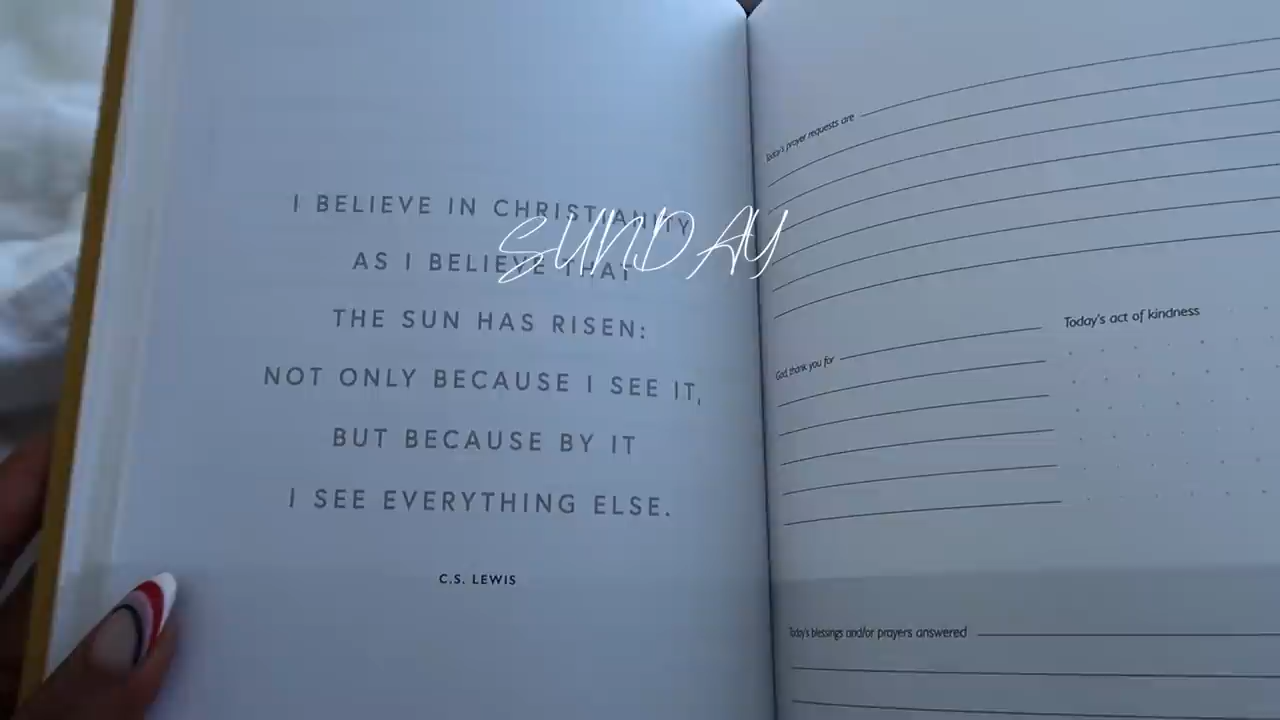 I BELIEVE IN CHRISTIANITY
AS I BELIEVE THAT
THE SUN HAS RISEN:
NOT ONLY BECAUSE I SEE IT,
BUT BECAUSE BY IT
I SEE EVERYTHING ELSE.
C.S. LEWIS
SUNDAY
Today's prayer requests are
God, thank you for
Today's act of kindness
Today's blessings and/or prayers answered